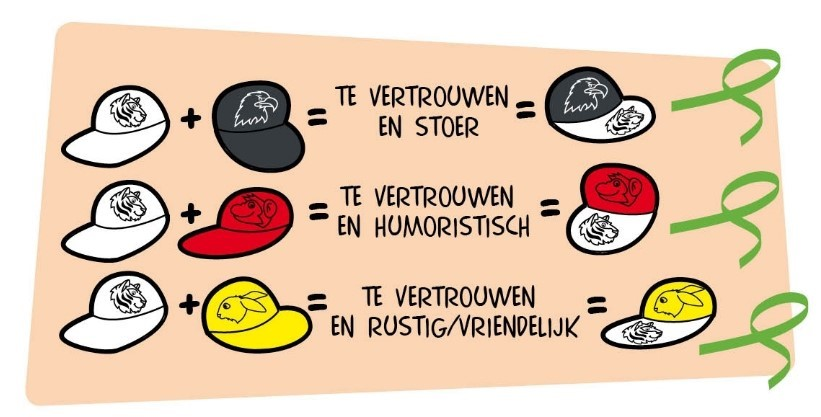 + = TE VERTROUWEN =
EN STOER
+ = TE VERTROUWEN =
EN HUMORISTISCH
+ = TE VERTROUWEN =
EN RUSTIG/VRIENDELIJK